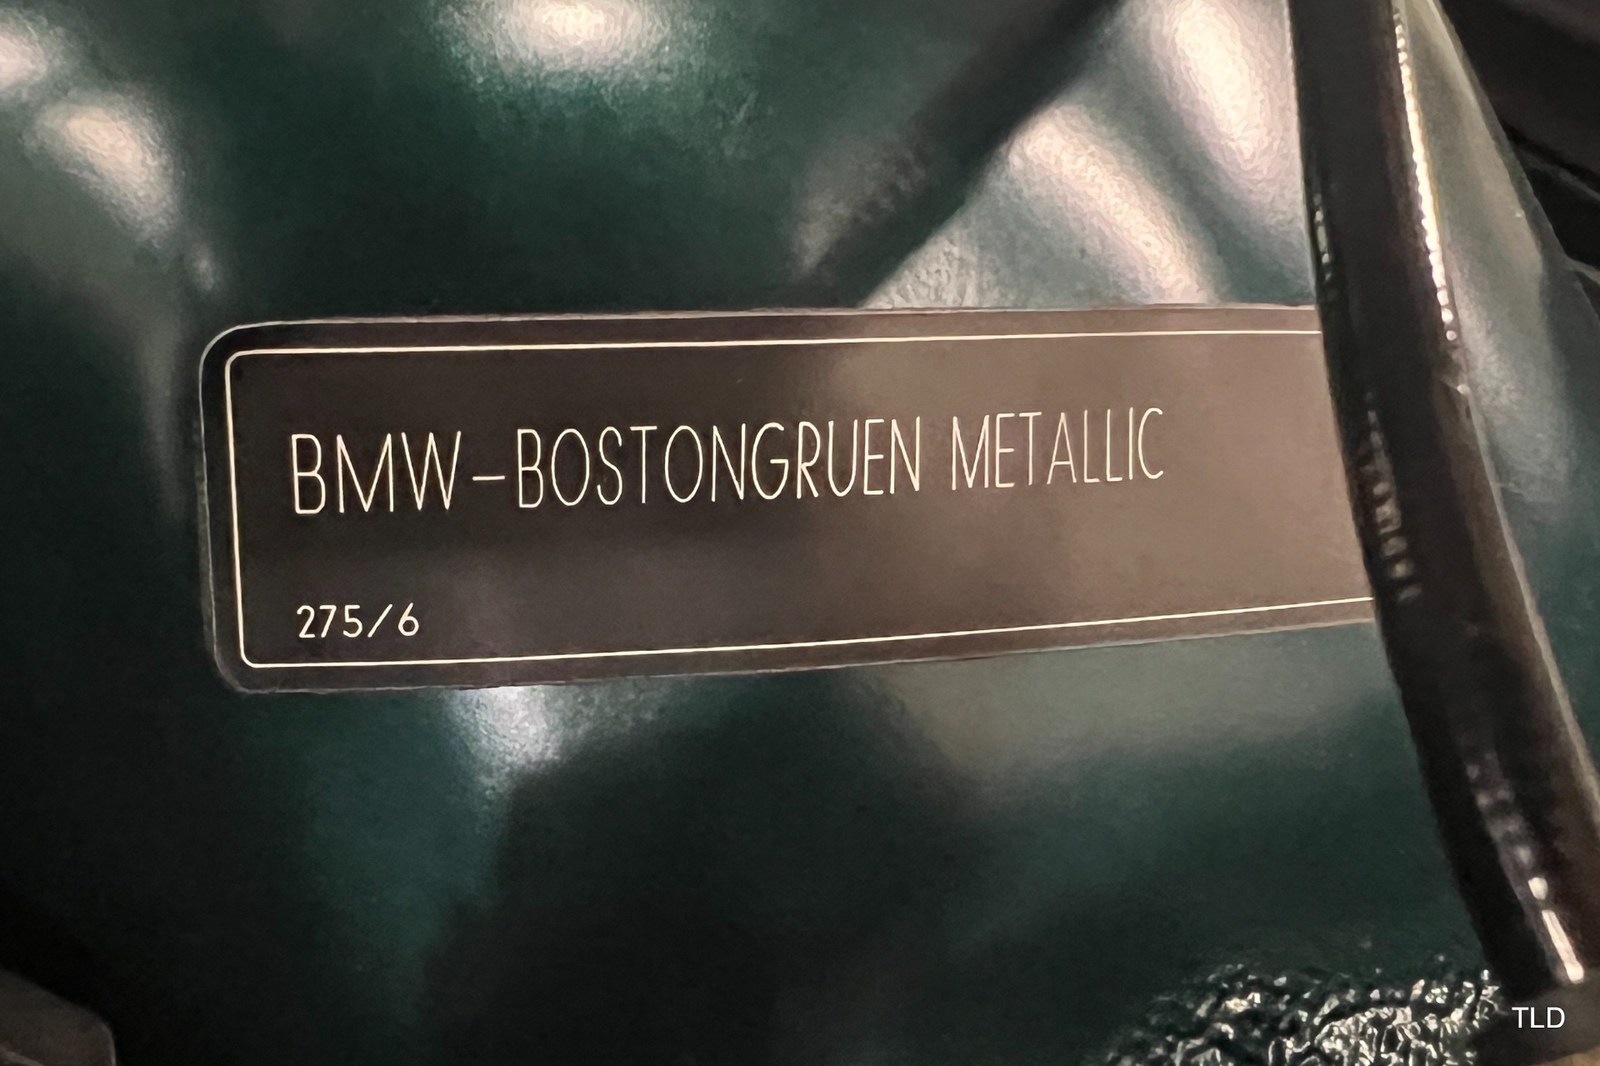 BMW-BOSTONGRUEN METALLIC
275/6
TLD